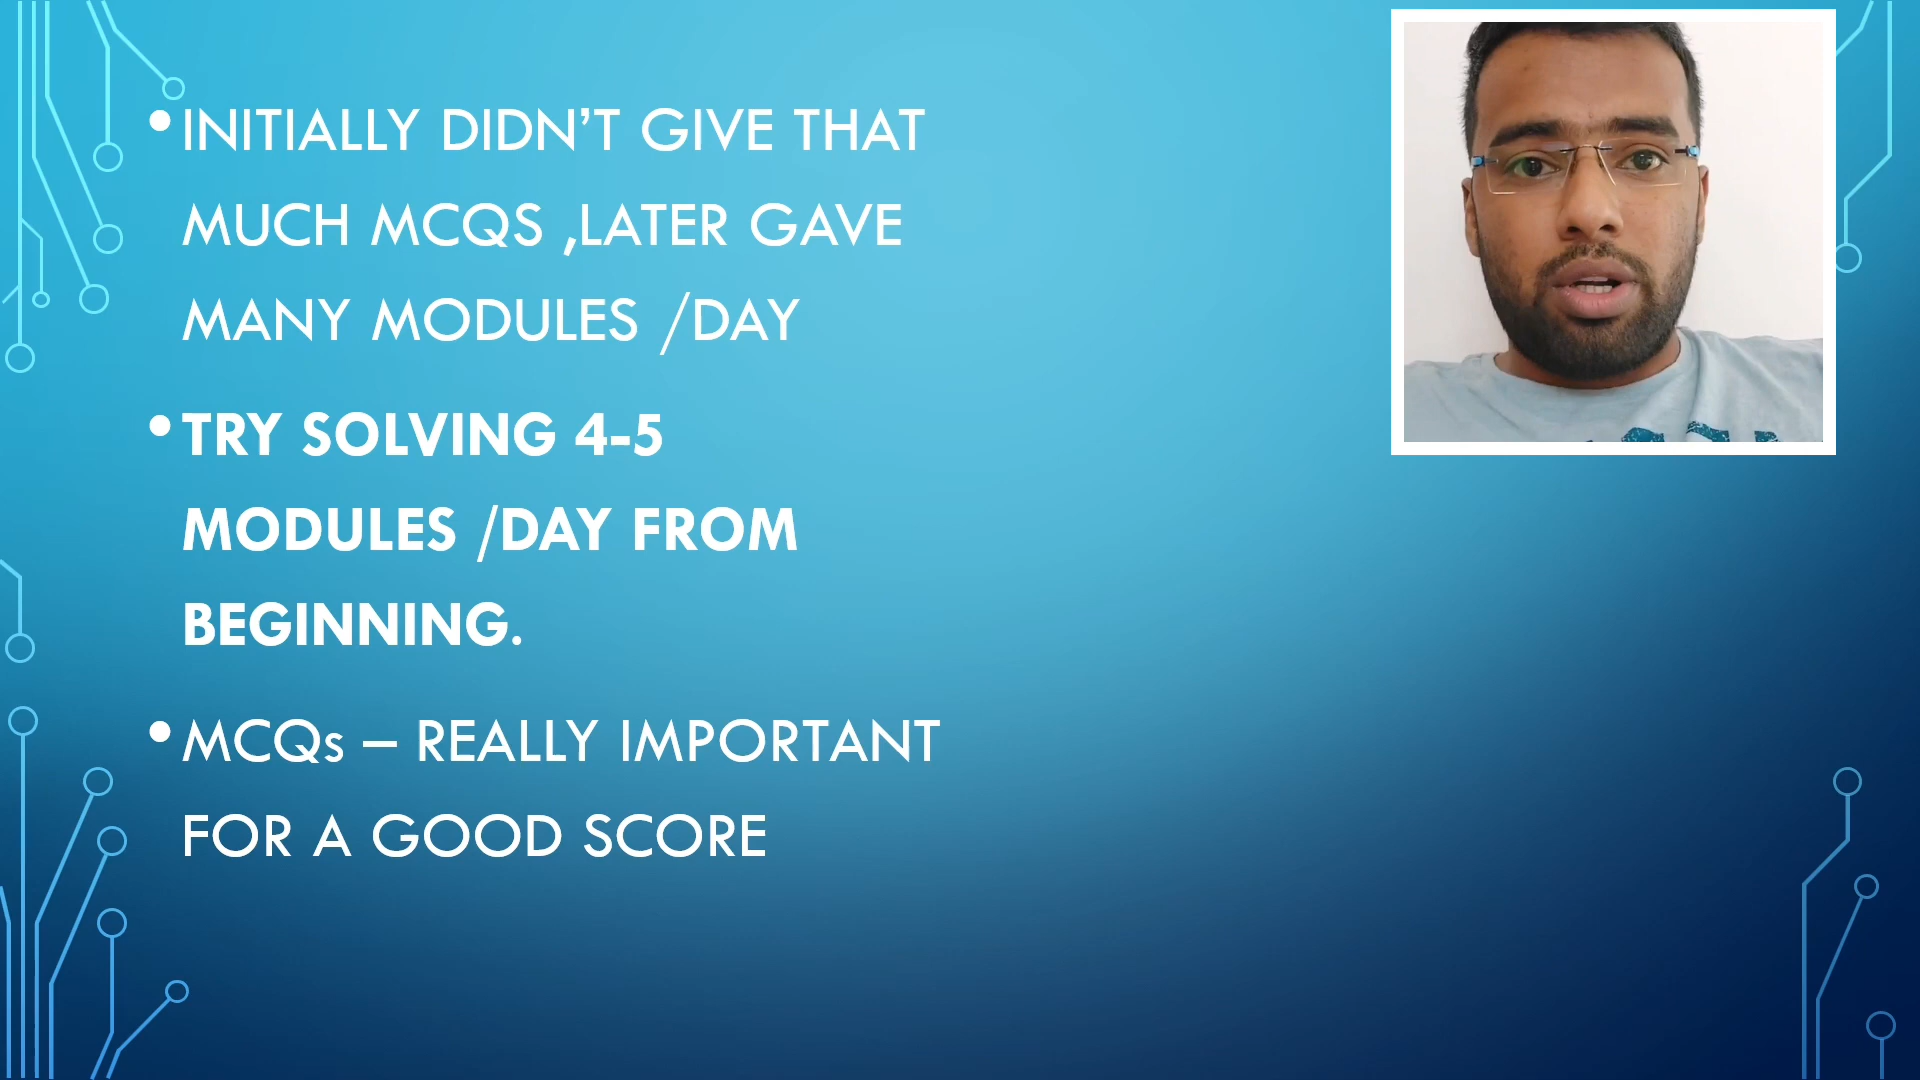 • INITIALLY DIDN’T GIVE THAT
MUCH MCQS ,LATER GAVE
MANY MODULES /DAY
• TRY SOLVING 4-5
MODULES /DAY FROM
BEGINNING.
• MCQs – REALLY IMPORTANT
FOR A GOOD SCORE